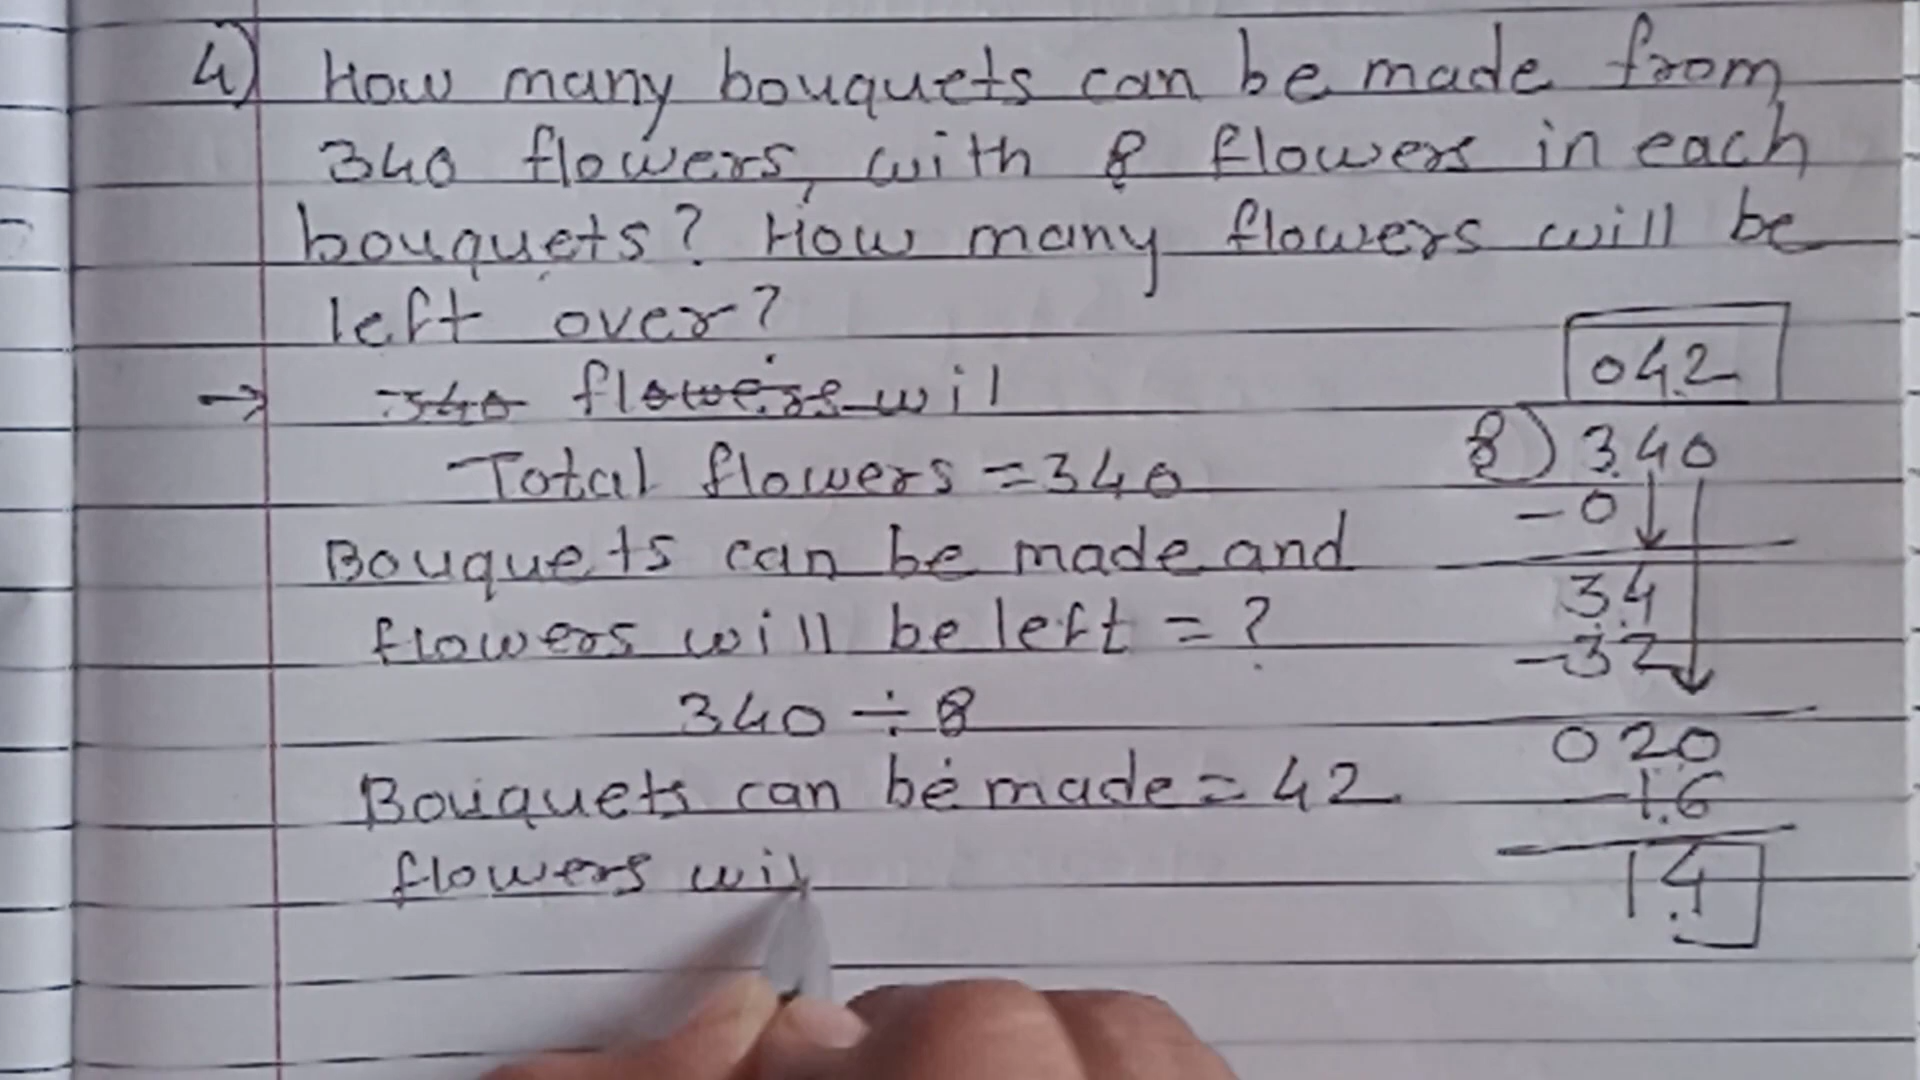 4) How many bouquets can be made from
340 flowers, with 8 flowers in each
bouquets? How many flowers will be
left over?
→ 340 flowers wil
Total flowers = 340
Bouquets can be made and
flowers will be left = ?
340 ÷ 8
Bouquets can be made = 42
flowers wil
042
8) 340
- 0
34
- 32
020
- 16
4